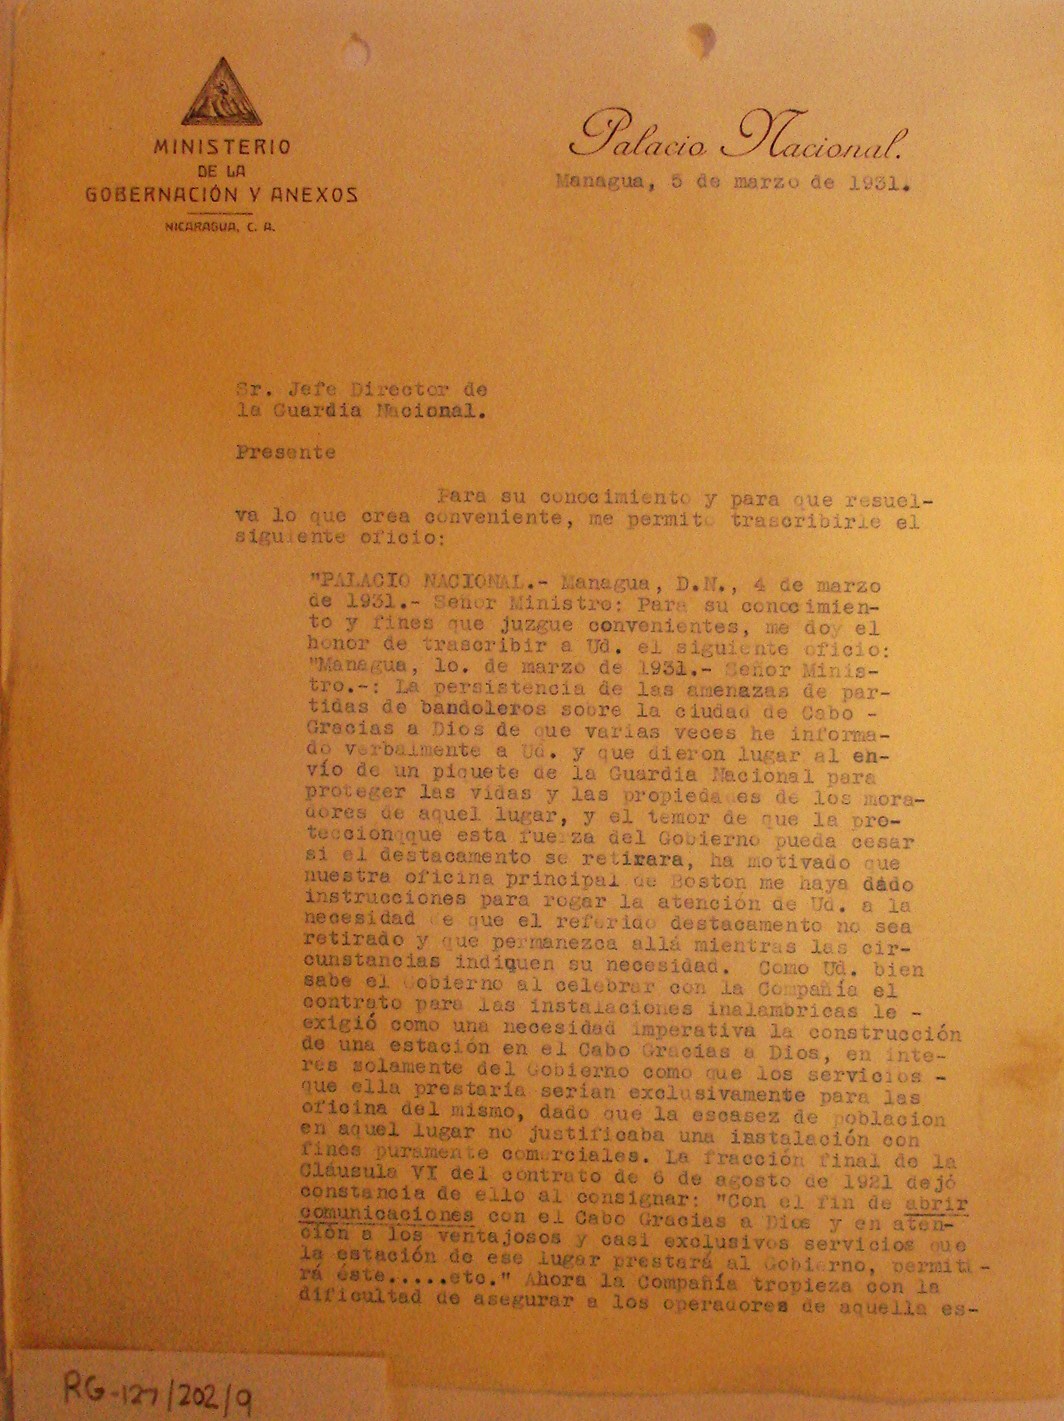 MINISTERIO
DE LA
GOBERNACIÓN Y ANEXOS
NICARAGUA, C. A.
Palacio Nacional.
Managua, 5 de marzo de 1931.
Sr. Jefe Director de
la Guardia Nacional.
Presente
Para su conocimiento y para que resuel-
va lo que crea conveniente, me permito trascribirle el
siguiente oficio:
"PALACIO NACIONAL.- Managua, D.N., 4 de marzo
de 1931.- Señor Ministro: Para su conocimien-
to y fines que juzgue convenientes, me doy el
honor de trascribir a Ud. el siguiente oficio:
"Managua, 1o. de marzo de 1931.- Señor Minis-
tro.-: La persistencia de las amenazas de par-
tidas de bandoleros sobre la ciudad de Cabo -
Gracias a Dios de que varias veces he informa-
do verbalmente a Ud. y que dieron lugar al en-
vío de un piquete de la Guardia Nacional para
proteger las vidas y las propiedades de los mora-
dores de aquel lugar, y el temor de que la pro-
teccion que esta fuerza del Gobierno pueda cesar
si el destacamento se retirara, ha motivado que
nuestra oficina principal de Boston me haya dado
instrucciones para rogar la atención de Ud. a la
necesidad de que el referido destacamento no sea
retirado y que permanezca allá mientras las cir-
cunstancias indiquen su necesidad. Como Ud. bien
sabe el Gobierno al celebrar con la Compañía el
contrato para las instalaciones inalambricas le -
exigió como una necesidad imperativa la construcción
de una estación en el Cabo Gracias a Dios, en inte-
res solamente del Gobierno como que los servicios -
que ella prestaría serian exclusivamente para las
oficina del mismo, dado que la escasez de poblacion
en aquel lugar no justificaba una instalación con
fines puramente comerciales. La fracción final de la
Cláusula VI del contrato de 6 de agosto de 1921 dejó
constancia de ello al consignar: "Con el fin de abrir
comunicaciones con el Cabo Gracias a Dios y en aten-
ción a los ventajosos y casi exclusivos servicios que
la estación de ese lugar prestará al Gobierno, permiti-
rá éste.....etc." Ahora la Compañía tropieza con la
dificultad de asegurar a los operadores de aquella es-
RG-127/202/9